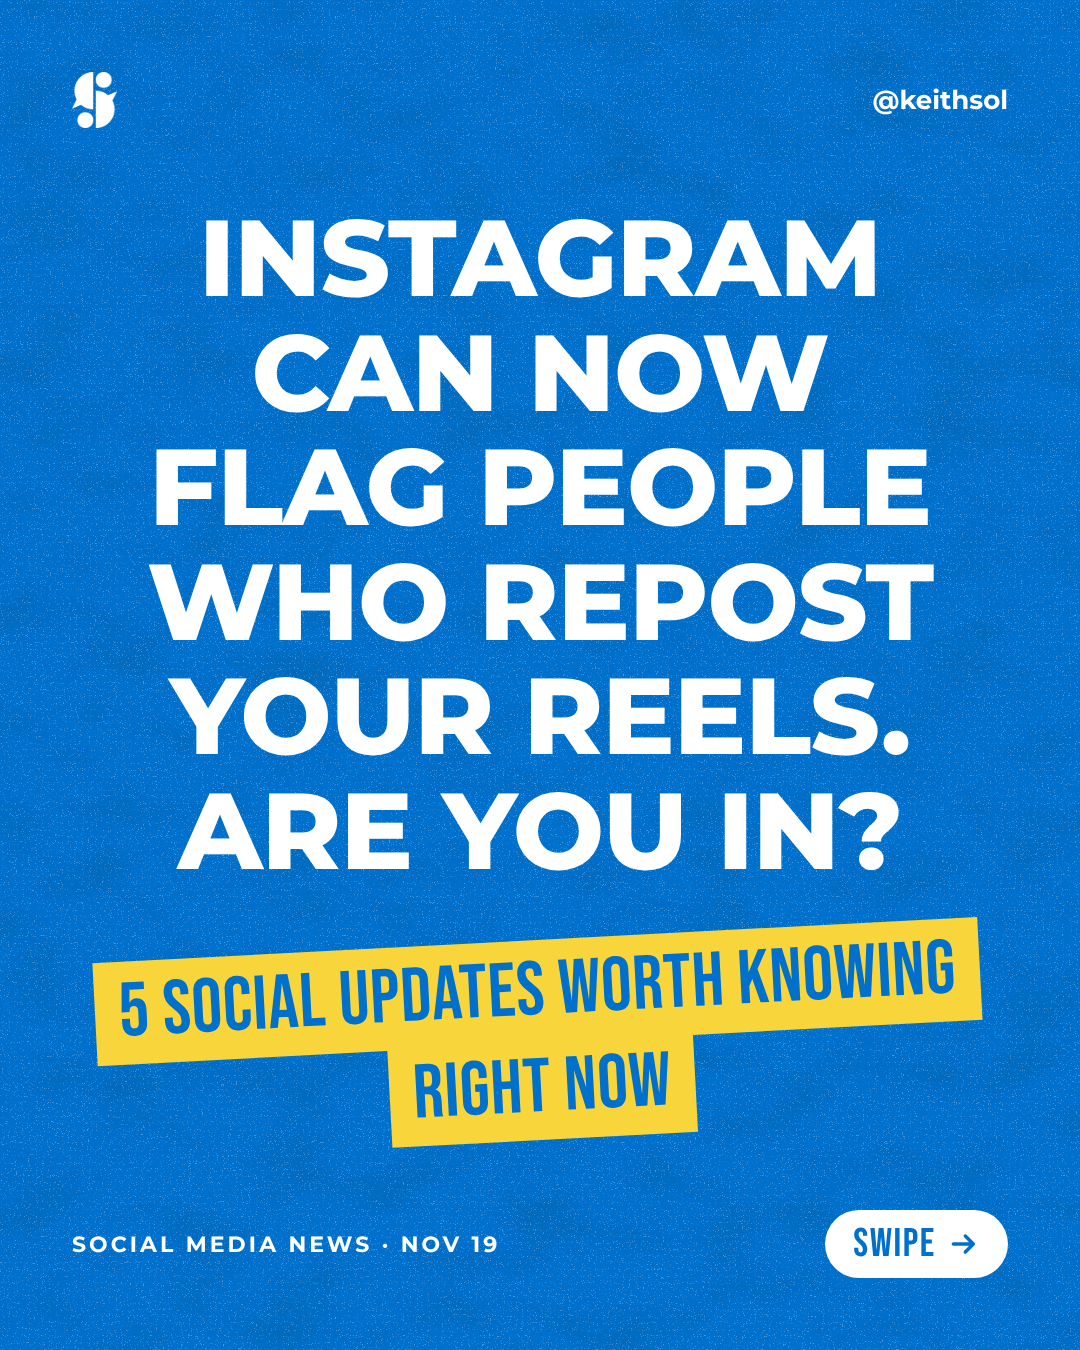 @keithsol
INSTAGRAM
CAN NOW
FLAG PEOPLE
WHO REPOST
YOUR REELS.
ARE YOU IN?
5 SOCIAL UPDATES WORTH KNOWING
RIGHT NOW
SOCIAL MEDIA NEWS · NOV 19
SWIPE →